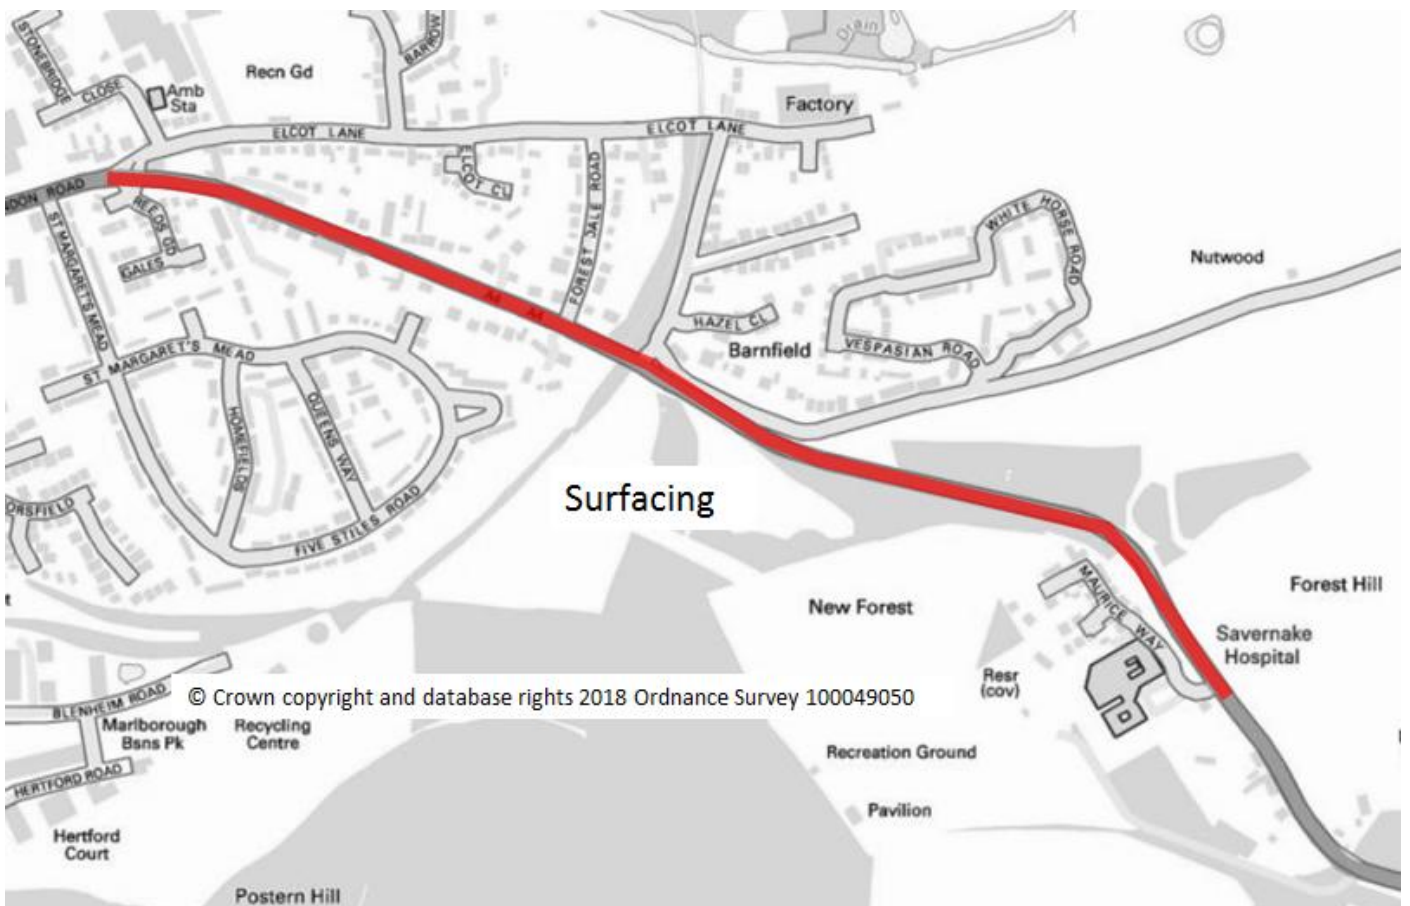 STONEBRIDGE
CLOSE
BARROW
Drain
Recn Gd
Amb
Sta
Factory
ELCOT LANE
ELCOT LANE
ELCOT CL
FOREST DALE ROAD
REEDS GD
GALES
ST MARGARET'S MEAD
WHITE HORSE ROAD
Nutwood
A4
A4
HAZEL CL
Barnfield
VESPASIAN ROAD
ST MARGARET'S MEAD
HOMEFIELDS
QUEENS WAY
FIVE STILES ROAD
Surfacing
MAURICE WAY
New Forest
Forest Hill
Savernake
Hospital
Resr
(cov)
© Crown copyright and database rights 2018 Ordnance Survey 100049050
BLENHEIM ROAD
Marlborough
Bsns Pk
Recycling
Centre
HERTFORD ROAD
Recreation Ground
Pavilion
Hertford
Court
Postern Hill